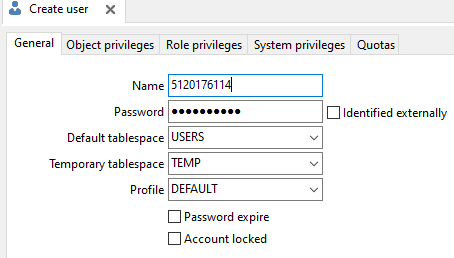 Create user
General Object privileges Role privileges System privileges Quotas
Name 5120176114
Password ●●●●●●●●●● Identified externally
Default tablespace USERS
Temporary tablespace TEMP
Profile DEFAULT
Password expire
Account locked